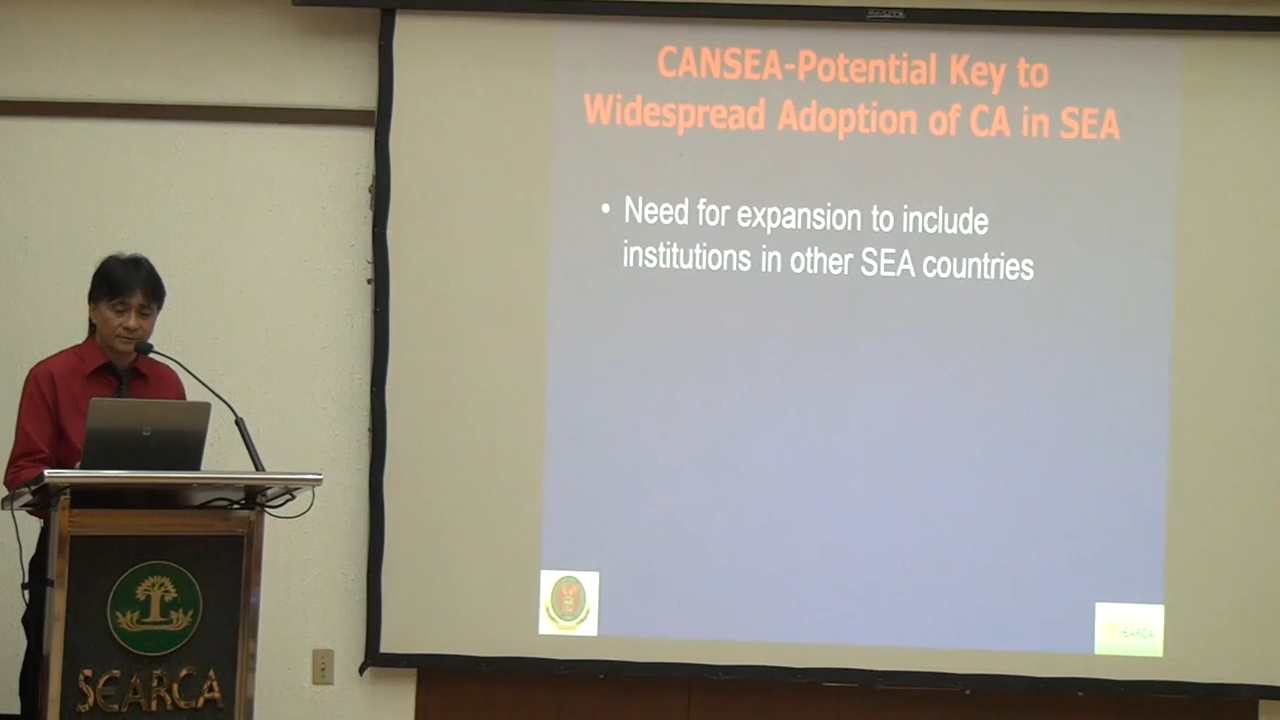 CANSEA-Potential Key to
Widespread Adoption of CA in SEA
• Need for expansion to include
institutions in other SEA countries
SEARCA
SEARCA